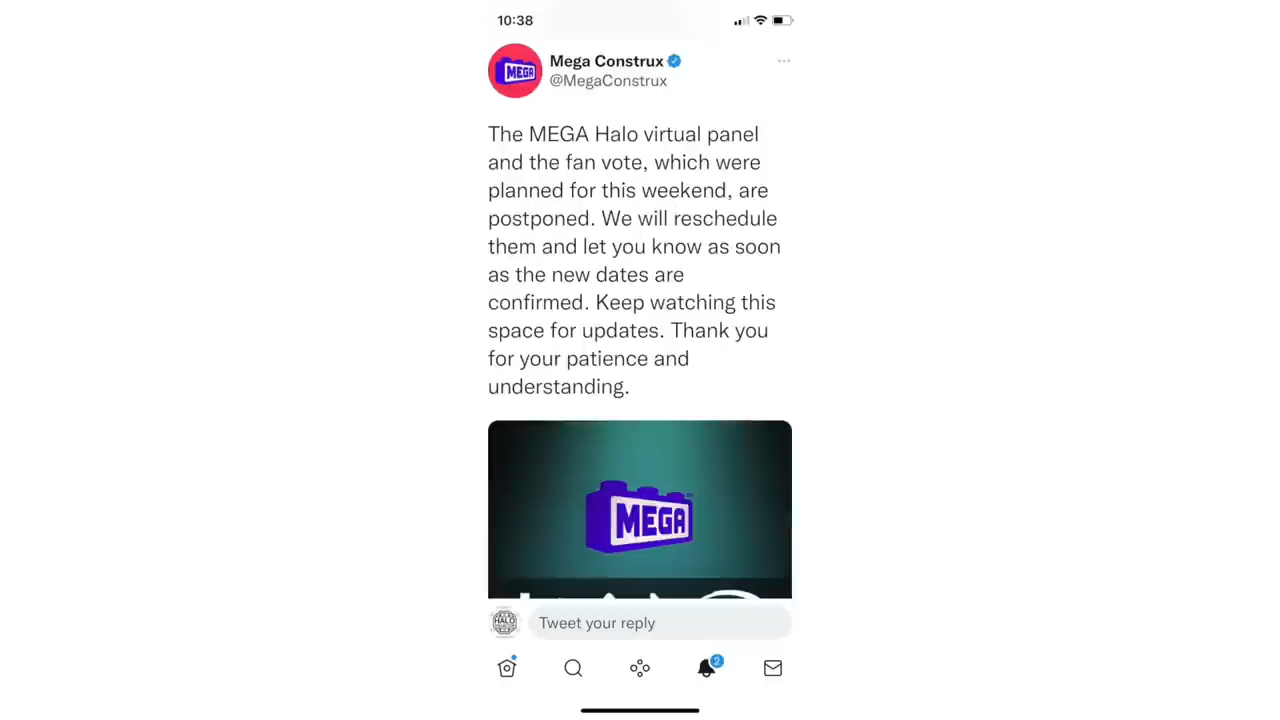 10:38
MEGA
Mega Construx
@MegaConstrux
The MEGA Halo virtual panel
and the fan vote, which were
planned for this weekend, are
postponed. We will reschedule
them and let you know as soon
as the new dates are
confirmed. Keep watching this
space for updates. Thank you
for your patience and
understanding.
MEGA
HALO
Tweet your reply
2